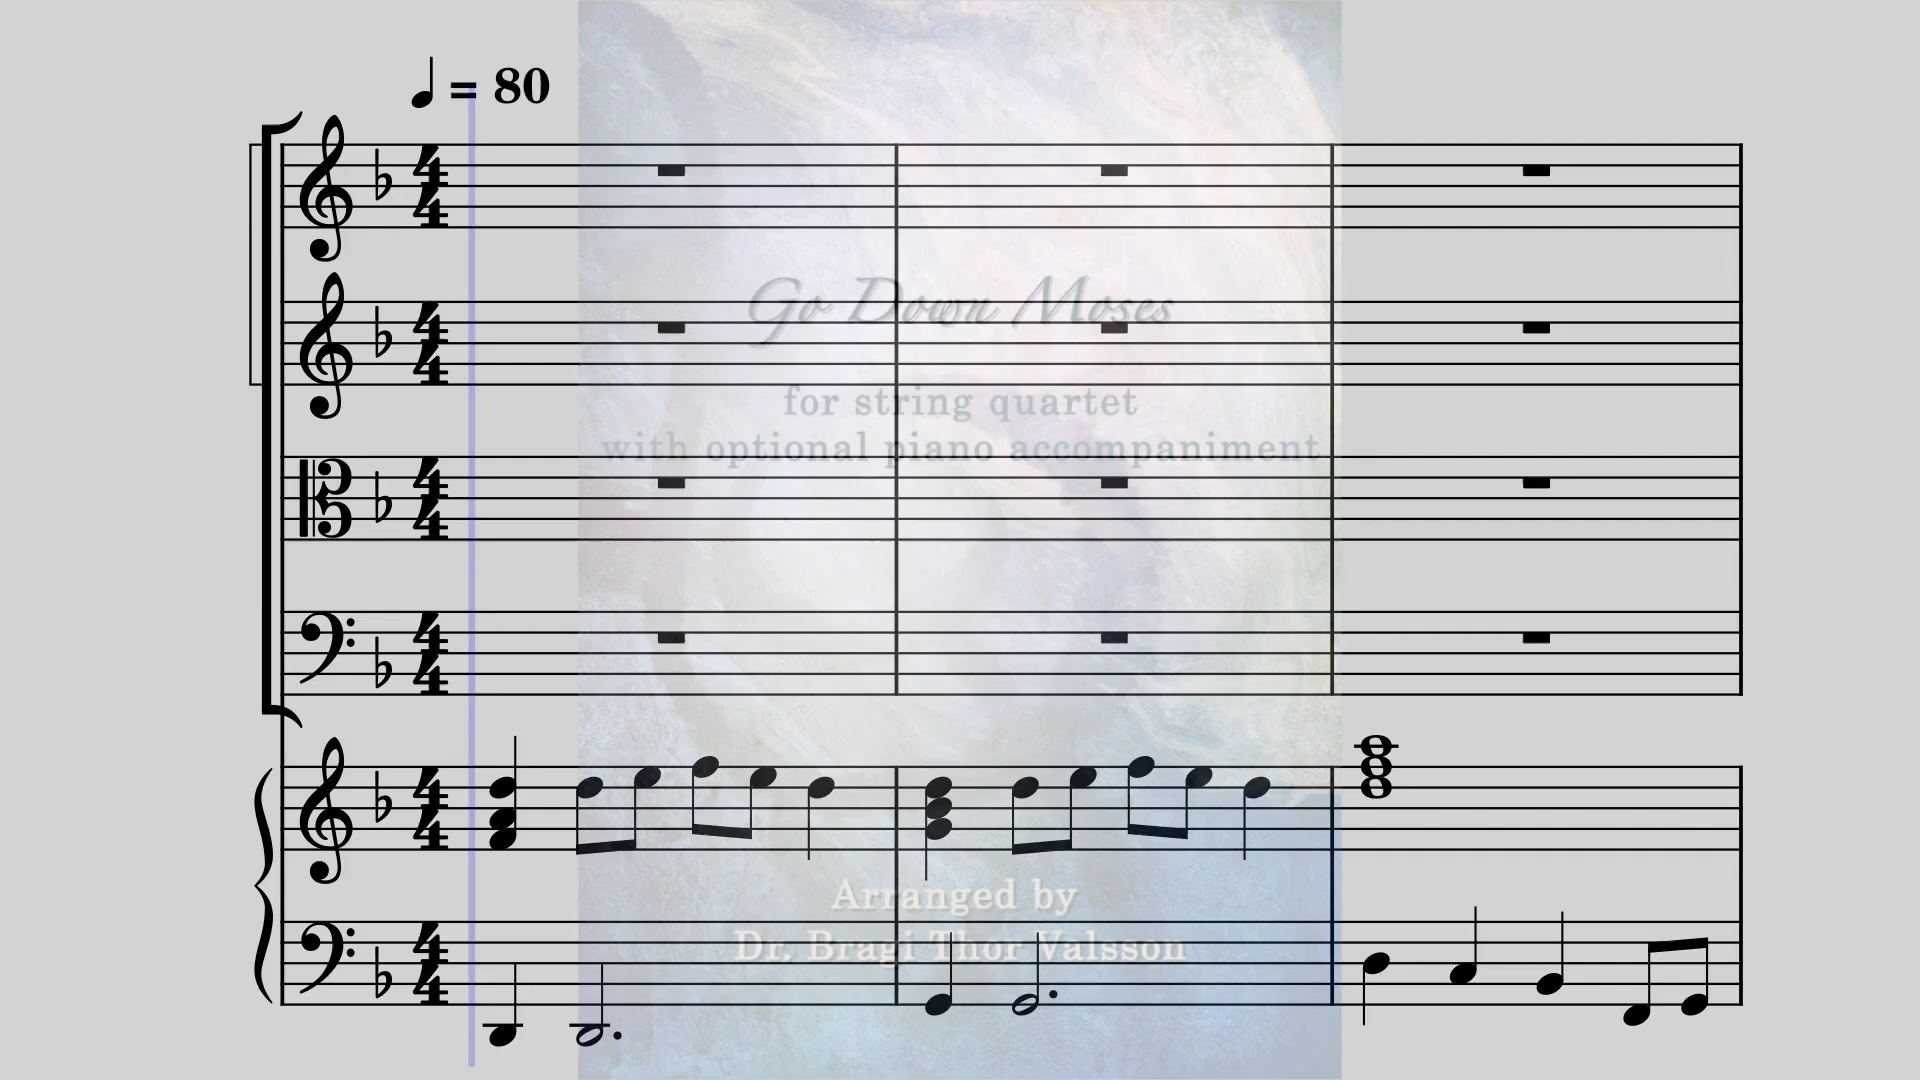 ♩ = 80
Go Down Moses
for string quartet
with optional piano accompaniment
Arranged by
Dr. Bragi Thor Valsson